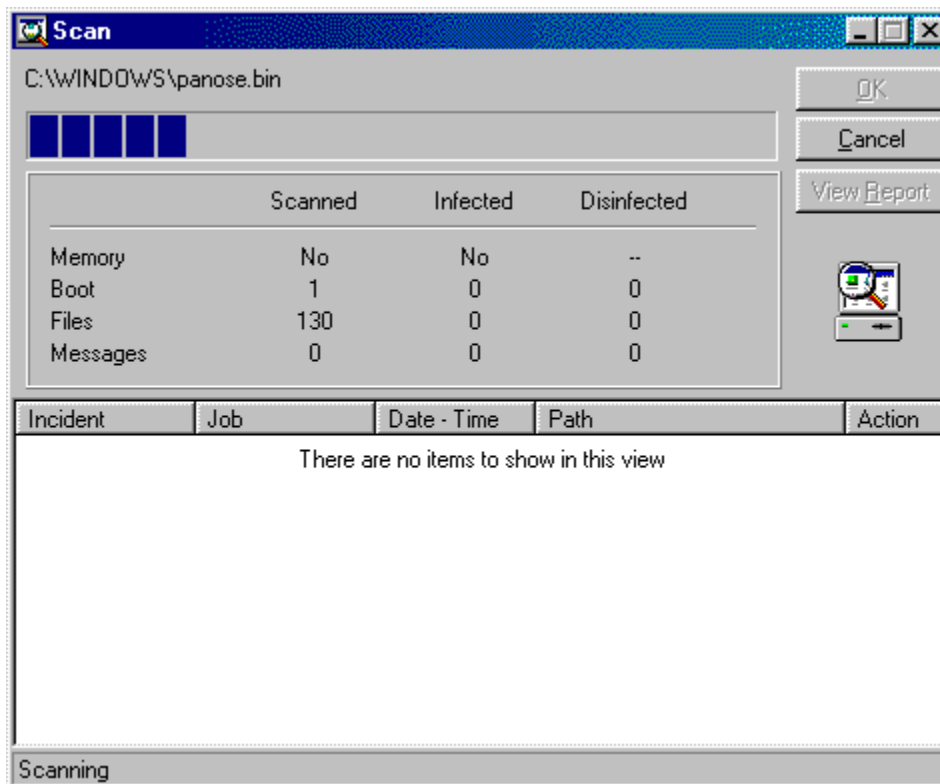 Scan
C:\WINDOWS\panose.bin
OK
Cancel
View Report
Scanned Infected Disinfected
Memory No No --
Boot 1 0 0
Files 130 0 0
Messages 0 0 0
Incident Job Date - Time Path Action
There are no items to show in this view
Scanning